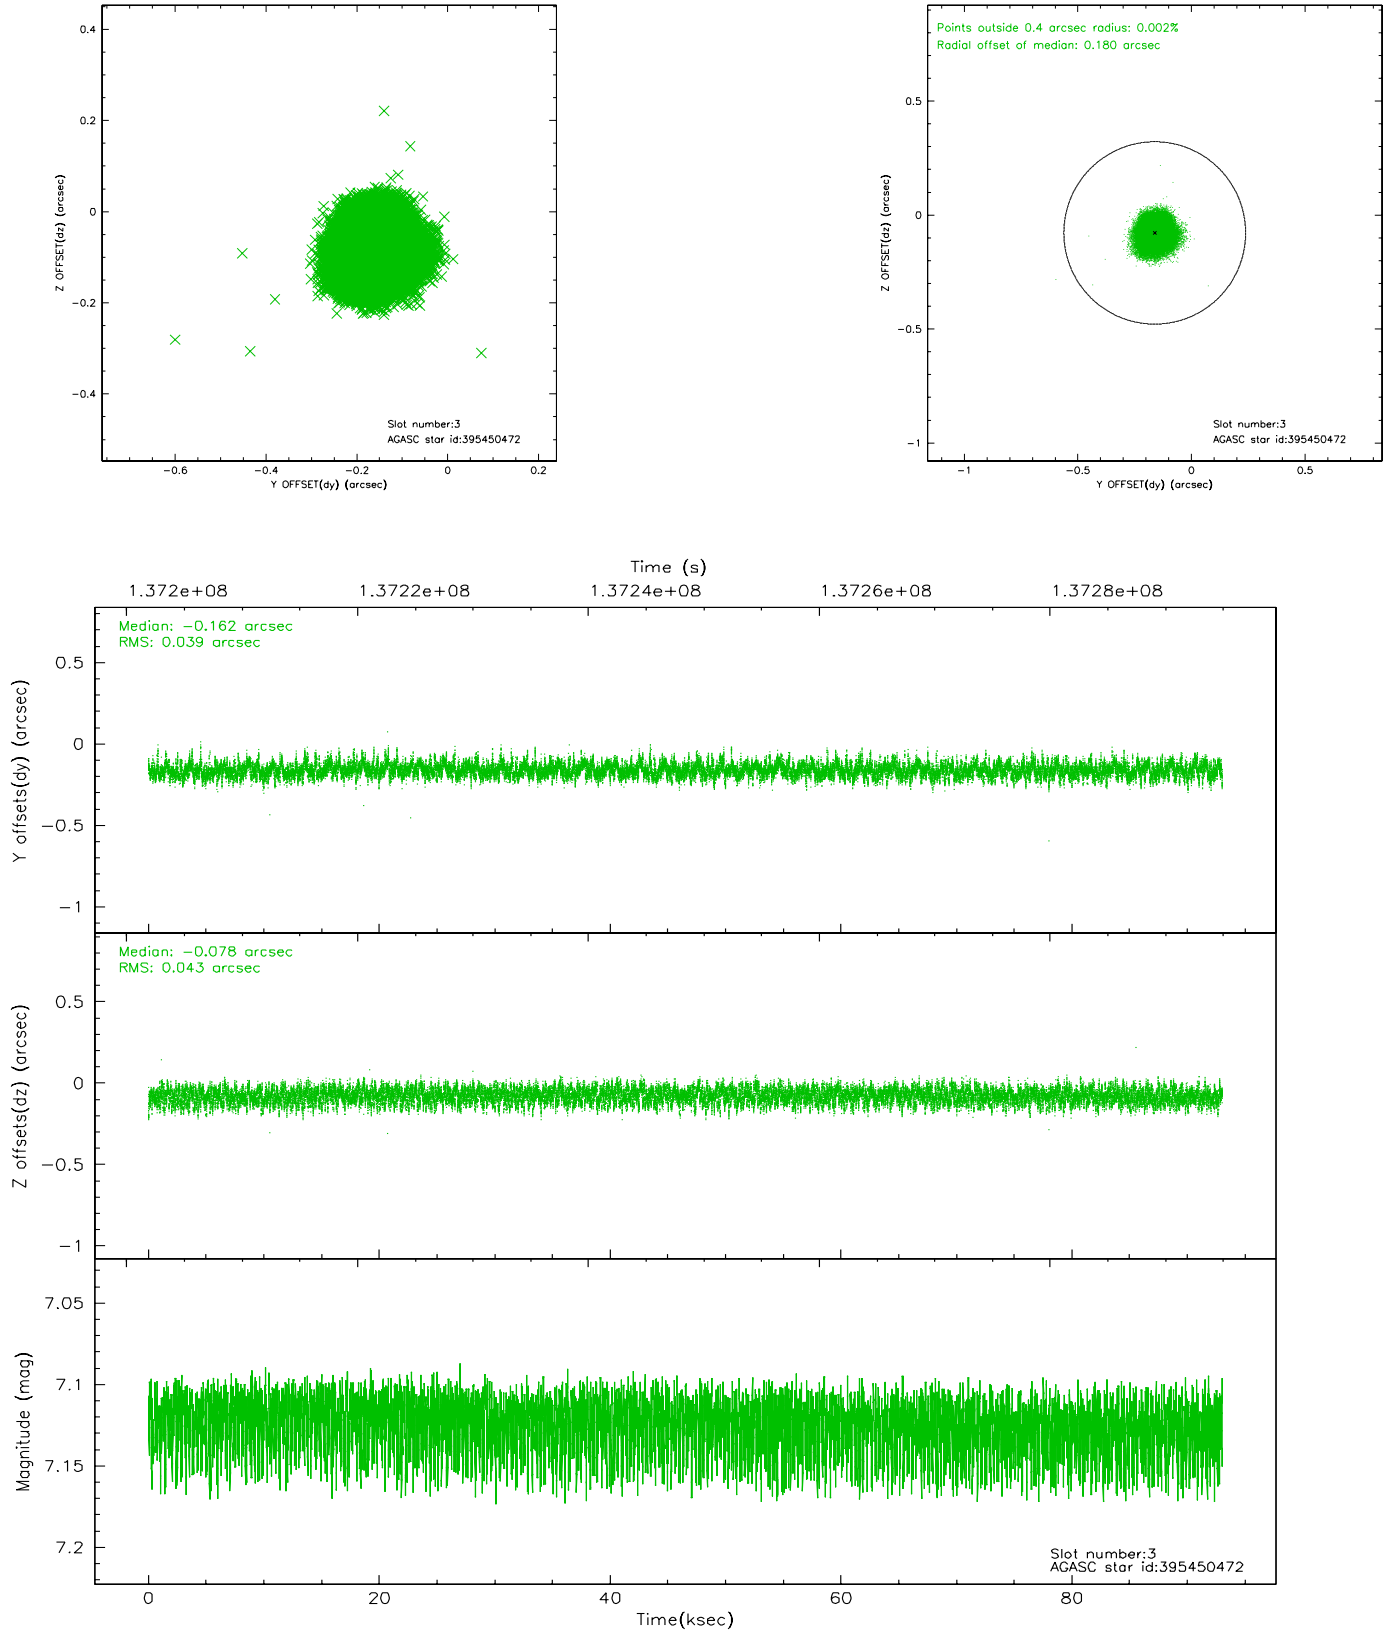 0.4
0.2
0
−0.2
−0.4
Z OFFSET(dz) (arcsec)
Slot number:3
AGASC star id:395450472
−0.6 −0.4 −0.2 0 0.2
Y OFFSET(dy) (arcsec)
Points outside 0.4 arcsec radius: 0.002%
Radial offset of median: 0.180 arcsec
0.5
0
−0.5
−1
Z OFFSET(dz) (arcsec)
Slot number:3
AGASC star id:395450472
−1 −0.5 0 0.5
Y OFFSET(dy) (arcsec)
Time (s)
1.372e+08 1.3722e+08 1.3724e+08 1.3726e+08 1.3728e+08
Median: −0.162 arcsec
RMS: 0.039 arcsec
0.5
0
−0.5
−1
Y offsets(dy) (arcsec)
Median: −0.078 arcsec
RMS: 0.043 arcsec
0.5
0
−0.5
−1
Z offsets(dz) (arcsec)
7.05
7.1
7.15
7.2
Magnitude (mag)
Slot number:3
AGASC star id:395450472
0 20 40 60 80
Time(ksec)